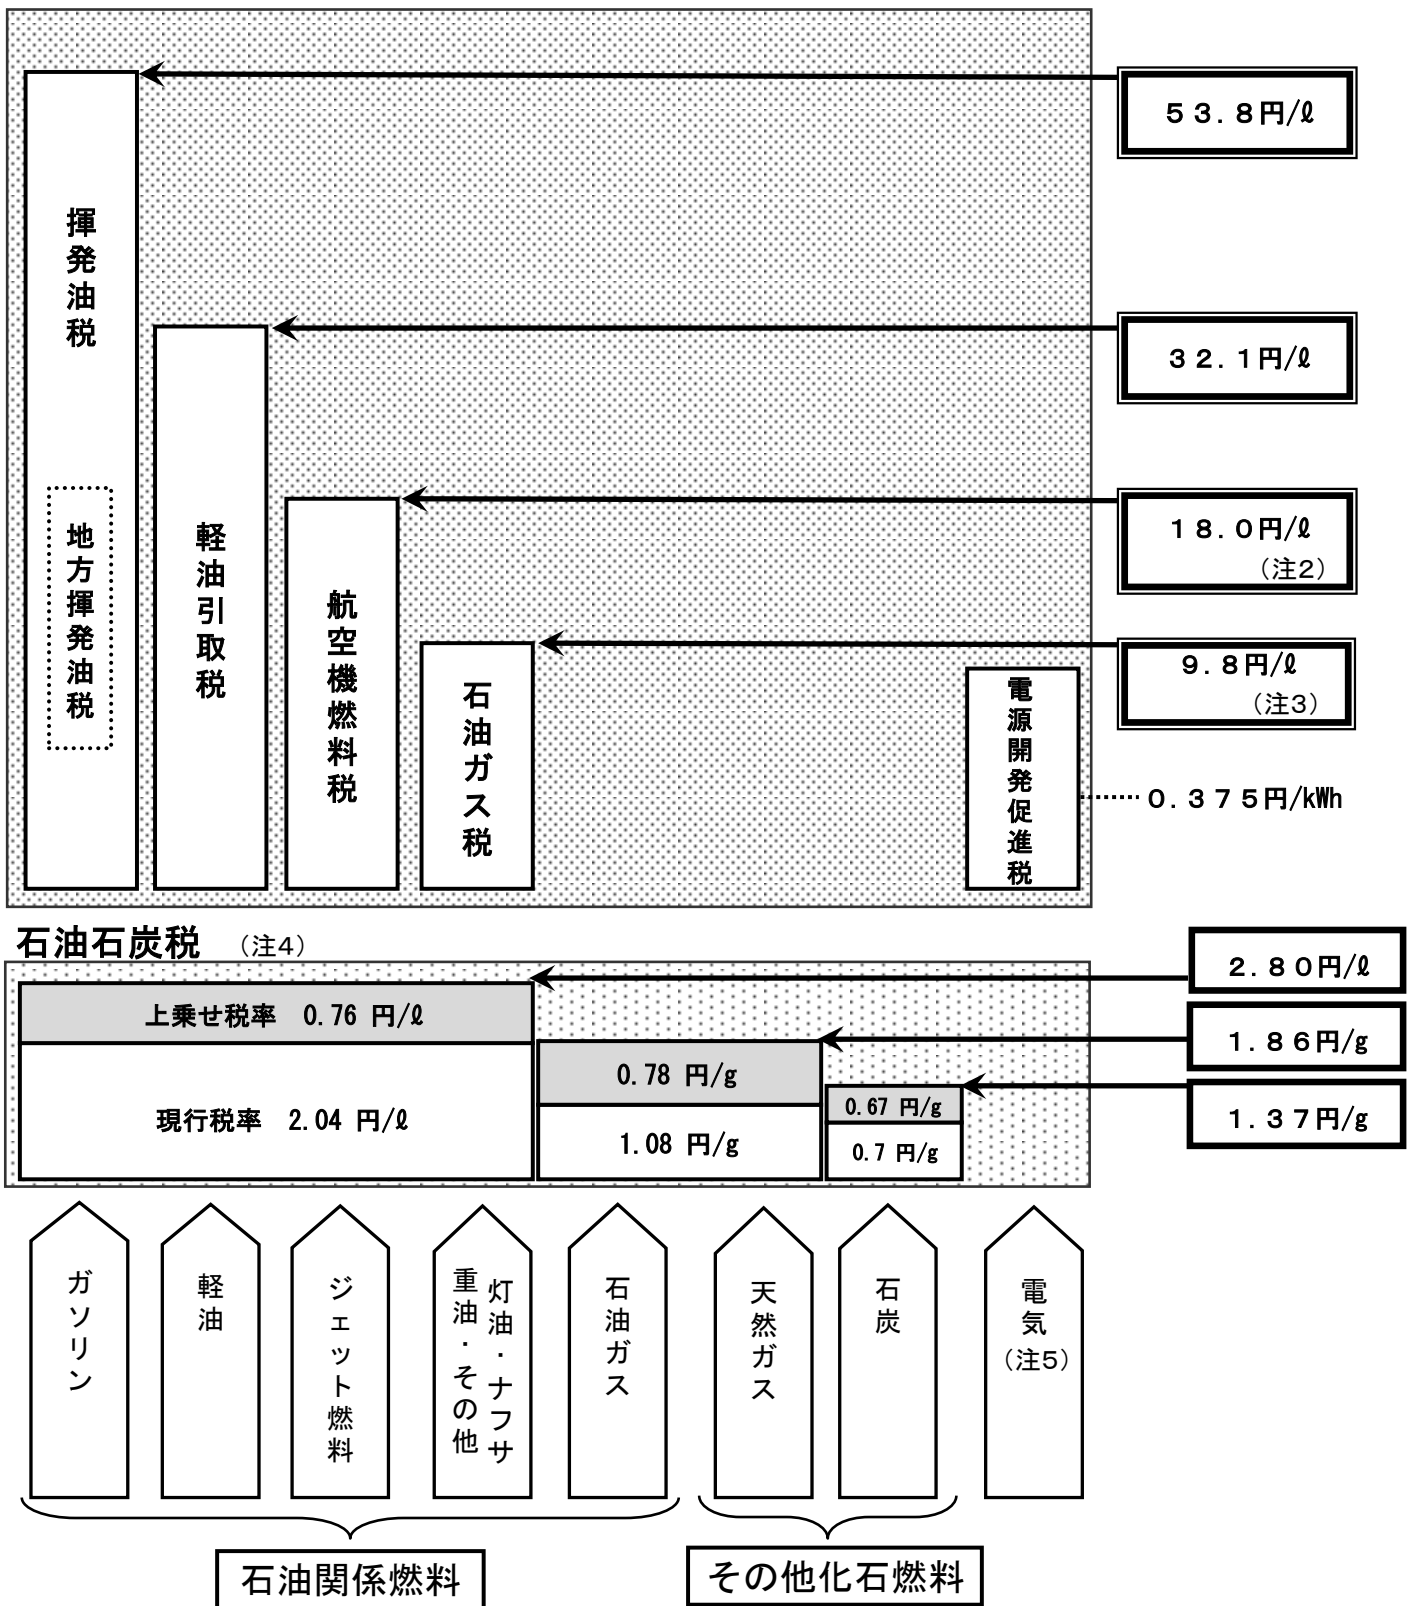 53.8円/ℓ
揮発油税
地方揮発油税
32.1円/ℓ
軽油引取税
18.0円/ℓ
（注2）
航空機燃料税
9.8円/ℓ
（注3）
石油ガス税
電源開発促進税
0.375円/kWh
石油石炭税 （注4）
2.80円/ℓ
上乗せ税率 0.76 円/ℓ
現行税率 2.04 円/ℓ
1.86円/g
0.78 円/g
1.08 円/g
1.37円/g
0.67 円/g
0.7 円/g
ガソリン
軽油
ジェット燃料
灯油・ナフサ
重油・その他
石油ガス
天然ガス
石炭
電気
（注5）
石油関係燃料
その他化石燃料